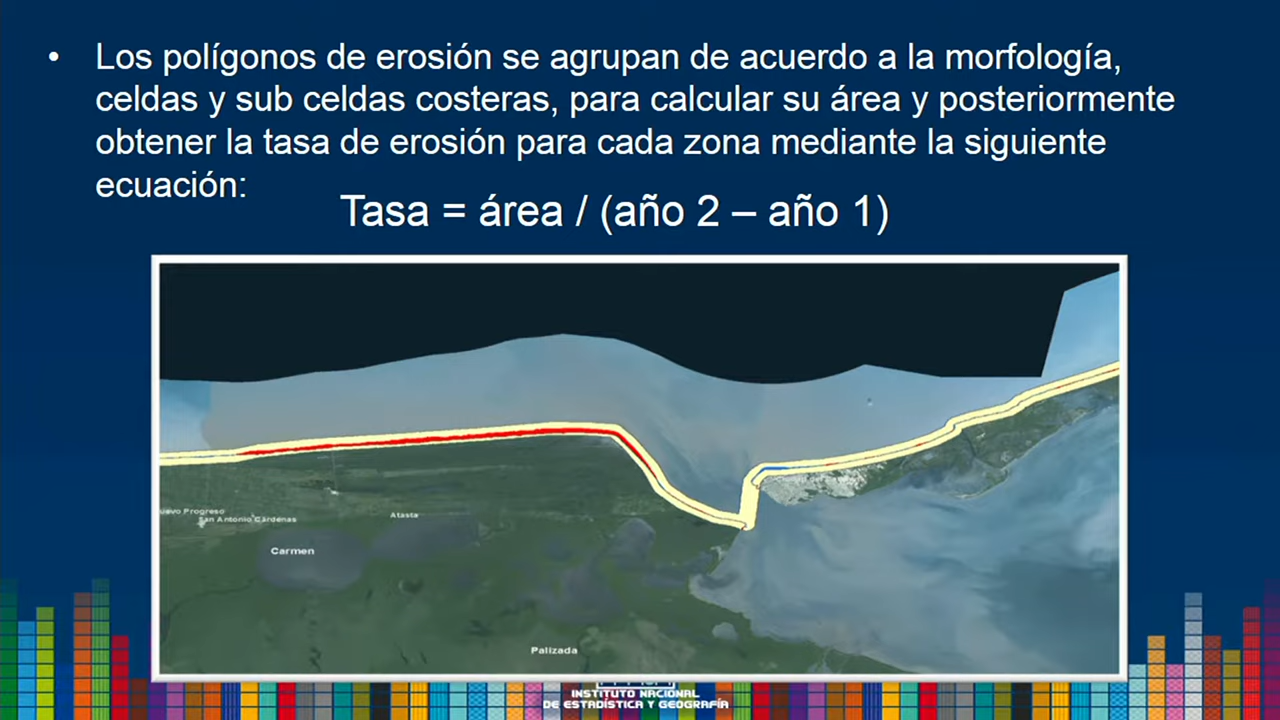 • Los polígonos de erosión se agrupan de acuerdo a la morfología,
celdas y sub celdas costeras, para calcular su área y posteriormente
obtener la tasa de erosión para cada zona mediante la siguiente
ecuación:
Tasa = área / (año 2 – año 1)
Progreso
San Antonio Cárdenas
Atasta
Carmen
Palizada
INSTITUTO NACIONAL
DE ESTADÍSTICA Y GEOGRAFÍA